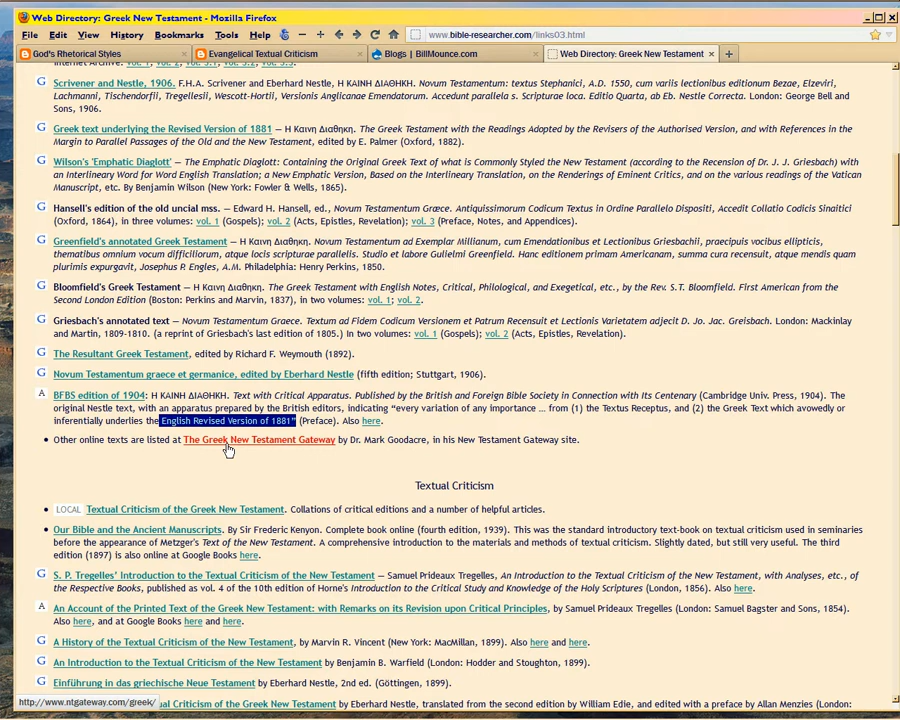 Web Directory: Greek New Testament - Mozilla Firefox
File Edit View History Bookmarks Tools Help www.bible-researcher.com/links03.html
God's Rhetorical Styles × Evangelical Textual Criticism × Blogs | BillMounce.com × Web Directory: Greek New Testament × +
G Scrivener and Nestle, 1906. F.H.A. Scrivener and Eberhard Nestle, Η ΚΑΙΝΗ ΔΙΑΘΗΚΗ. Novum Testamentum: textus Stephanici, A.D. 1550, cum variis lectionibus editionum Bezae, Elzeviri,
Lachmanni, Tischendorfii, Tregellesii, Wescott-Hortii, Versionis Anglicanae Emendatorum. Accedunt parallela s. Scripturae loca. Editio Quarta, ab Eb. Nestle Correcta. London: George Bell and
Sons, 1906.
G Greek text underlying the Revised Version of 1881 — Η Καινη Διαθηκη. The Greek Testament with the Readings Adopted by the Revisers of the Authorised Version, and with References in the
Margin to Parallel Passages of the Old and the New Testament, edited by E. Palmer (Oxford, 1882).
G Wilson's 'Emphatic Diaglott' — The Emphatic Diaglott: Containing the Original Greek Text of what is Commonly Styled the New Testament (according to the Recension of Dr. J. J. Griesbach) with
an Interlineary Word for Word English Translation; a New Emphatic Version, Based on the Interlineary Translation, on the Renderings of Eminent Critics, and on the various readings of the Vatican
Manuscript, etc. By Benjamin Wilson (New York: Fowler & Wells, 1865).
G Hansell's edition of the old uncial mss. — Edward H. Hansell, ed., Novum Testamentum Græce. Antiquissimorum Codicum Textus in Ordine Parallelo Dispositi, Accedit Collatio Codicis Sinaitici
(Oxford, 1864), in three volumes: vol. 1 (Gospels); vol. 2 (Acts, Epistles, Revelation); vol. 3 (Preface, Notes, and Appendices).
G Greenfield's annotated Greek Testament — Η Καινη Διαθηκη. Novum Testamentum ad Exemplar Millianum, cum Emendationibus et Lectionibus Griesbachii, praecipuis vocibus ellipticis,
thematibus omnium vocum difficiliorum, atque locis scripturae parallelis. Studio et labore Gulielmi Greenfield. Hanc editionem primam Americanam, summa cura recensuit, atque mendis quam
plurimis expurgavit, Josephus P. Engles, A.M. Philadelphia: Henry Perkins, 1850.
G Bloomfield's Greek Testament — Η Καινη Διαθηκη. The Greek Testament with English Notes, Critical, Philological, and Exegetical, etc., by the Rev. S.T. Bloomfield. First American from the
Second London Edition (Boston: Perkins and Marvin, 1837), in two volumes: vol. 1; vol. 2.
G Griesbach's annotated text — Novum Testamentum Graece. Textum ad Fidem Codicum Versionem et Patrum Recensuit et Lectionis Varietatem adjecit D. Jo. Jac. Greisbach. London: Mackinlay
and Martin, 1809-1810. (a reprint of Griesbach's last edition of 1805.) In two volumes: vol. 1 (Gospels); vol. 2 (Acts, Epistles, Revelation).
G The Resultant Greek Testament, edited by Richard F. Weymouth (1892).
G Novum Testamentum graece et germanice, edited by Eberhard Nestle (fifth edition; Stuttgart, 1906).
A BFBS edition of 1904: Η ΚΑΙΝΗ ΔΙΑΘΗΚΗ. Text with Critical Apparatus. Published by the British and Foreign Bible Society in Connection with Its Centenary (Cambridge Univ. Press, 1904). The
original Nestle text, with an apparatus prepared by the British editors, indicating “every variation of any importance ... from (1) the Textus Receptus, and (2) the Greek Text which avowedly or
inferentially underlies the English Revised Version of 1881” (Preface). Also here.
• Other online texts are listed at The Greek New Testament Gateway by Dr. Mark Goodacre, in his New Testament Gateway site.
Textual Criticism
• LOCAL Textual Criticism of the Greek New Testament. Collations of critical editions and a number of helpful articles.
• Our Bible and the Ancient Manuscripts. By Sir Frederic Kenyon. Complete book online (fourth edition, 1939). This was the standard introductory text-book on textual criticism used in seminaries
before the appearance of Metzger's Text of the New Testament. A comprehensive introduction to the materials and methods of textual criticism. Slightly dated, but still very useful. The third
edition (1897) is also online at Google Books here.
G S. P. Tregelles' Introduction to the Textual Criticism of the New Testament — Samuel Prideaux Tregelles, An Introduction to the Textual Criticism of the New Testament, with Analyses, etc., of
the Respective Books, published as vol. 4 of the 10th edition of Horne's Introduction to the Critical Study and Knowledge of the Holy Scriptures (London, 1856). Also here.
A An Account of the Printed Text of the Greek New Testament: with Remarks on its Revision upon Critical Principles, by Samuel Prideaux Tregelles (London: Samuel Bagster and Sons, 1854).
Also here, and at Google Books here and here.
G A History of the Textual Criticism of the New Testament, by Marvin R. Vincent (New York: MacMillan, 1899). Also here and here.
G An Introduction to the Textual Criticism of the New Testament by Benjamin B. Warfield (London: Hodder and Stoughton, 1899).
G Einführung in das griechische Neue Testament by Eberhard Nestle, 2nd ed. (Göttingen, 1899).
http://www.ntgateway.com/greek/ ual Criticism of the Greek New Testament by Eberhard Nestle, translated from the second edition by William Edie, and edited with a preface by Allan Menzies (London: